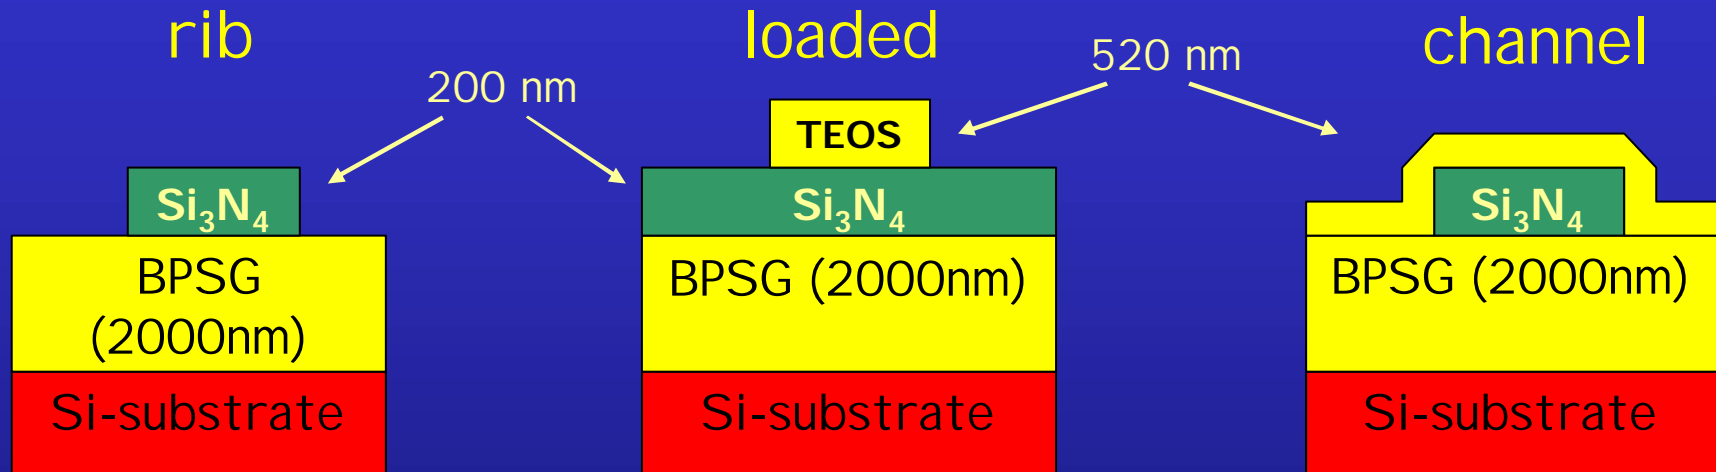 rib
loaded
channel
200 nm
520 nm
TEOS
Si₃N₄
Si₃N₄
Si₃N₄
BPSG
(2000nm)
BPSG (2000nm)
BPSG (2000nm)
Si-substrate
Si-substrate
Si-substrate